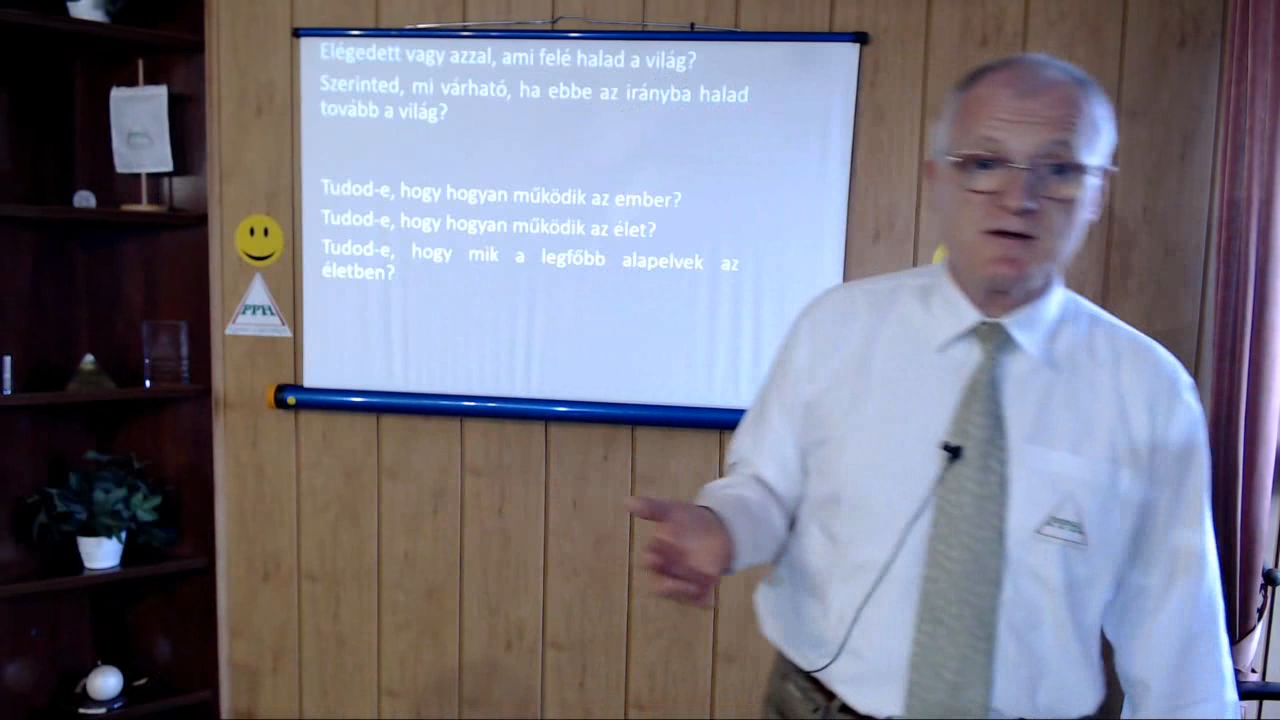 Elégedett vagy azzal, ami felé halad a világ?
Szerinted, mi várható, ha ebbe az irányba halad
tovább a világ?
Tudod-e, hogy hogyan működik az ember?
Tudod-e, hogy hogyan működik az élet?
Tudod-e, hogy mik a legfőbb alapelvek az
életben?
PPH